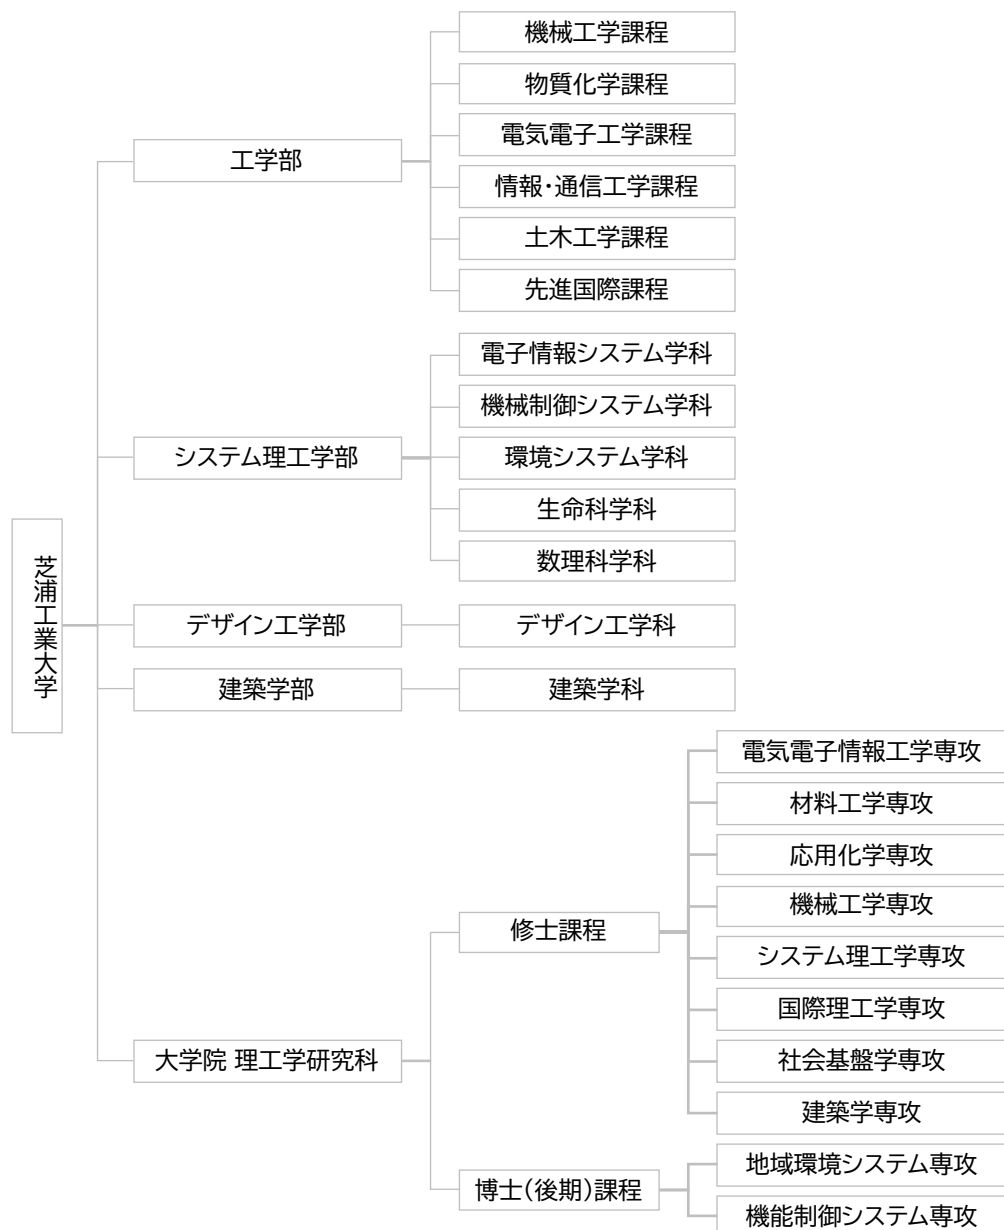 芝浦工業大学
工学部
機械工学課程
物質化学課程
電気電子工学課程
情報・通信工学課程
土木工学課程
先進国際課程
システム理工学部
電子情報システム学科
機械制御システム学科
環境システム学科
生命科学科
数理科学科
デザイン工学部
デザイン工学科
建築学部
建築学科
大学院 理工学研究科
修士課程
電気電子情報工学専攻
材料工学専攻
応用化学専攻
機械工学専攻
システム理工学専攻
国際理工学専攻
社会基盤学専攻
建築学専攻
博士(後期)課程
地域環境システム専攻
機能制御システム専攻